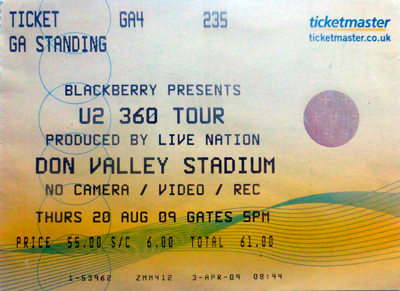 TICKET GA4 235
GA STANDING
ticketmaster
ticketmaster.co.uk
BLACKBERRY PRESENTS
U2 360 TOUR
PRODUCED BY LIVE NATION
DON VALLEY STADIUM
NO CAMERA / VIDEO / REC
THURS 20 AUG 09 GATES 5PM
PRICE 55.00 S/C 6.00 TOTAL 61.00
1-53962 ZMM412 3-APR-09 08:44